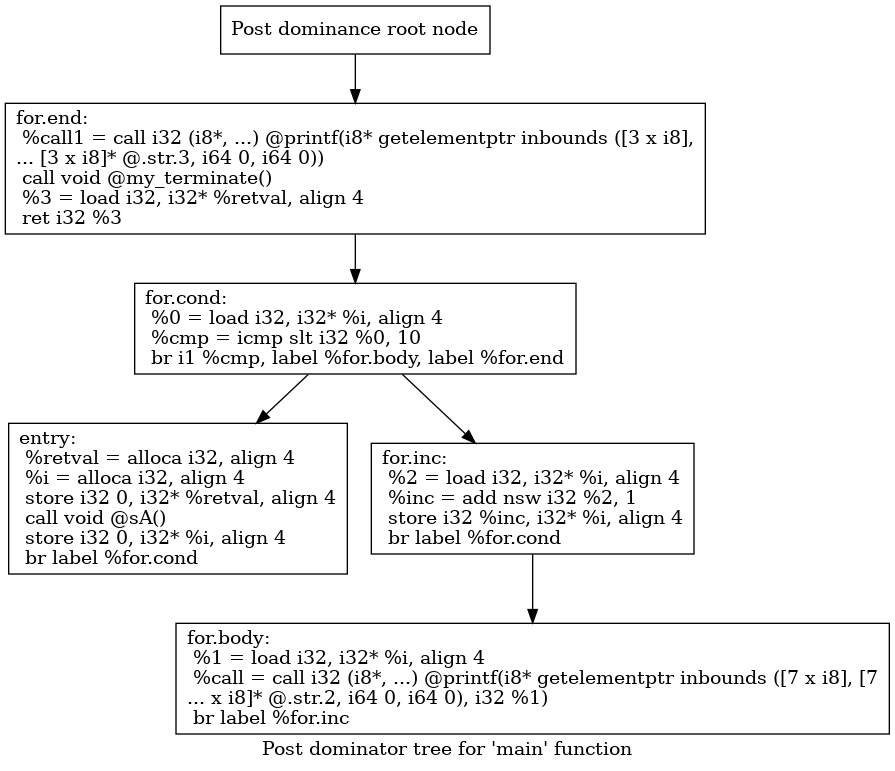 Post dominance root node
for.end:
%call1 = call i32 (i8*, ...) @printf(i8* getelementptr inbounds ([3 x i8],
... [3 x i8]* @.str.3, i64 0, i64 0))
call void @my_terminate()
%3 = load i32, i32* %retval, align 4
ret i32 %3
for.cond:
%0 = load i32, i32* %i, align 4
%cmp = icmp slt i32 %0, 10
br i1 %cmp, label %for.body, label %for.end
entry:
%retval = alloca i32, align 4
%i = alloca i32, align 4
store i32 0, i32* %retval, align 4
call void @sA()
store i32 0, i32* %i, align 4
br label %for.cond
for.inc:
%2 = load i32, i32* %i, align 4
%inc = add nsw i32 %2, 1
store i32 %inc, i32* %i, align 4
br label %for.cond
for.body:
%1 = load i32, i32* %i, align 4
%call = call i32 (i8*, ...) @printf(i8* getelementptr inbounds ([7 x i8], [7
... x i8]* @.str.2, i64 0, i64 0), i32 %1)
br label %for.inc
Post dominator tree for 'main' function